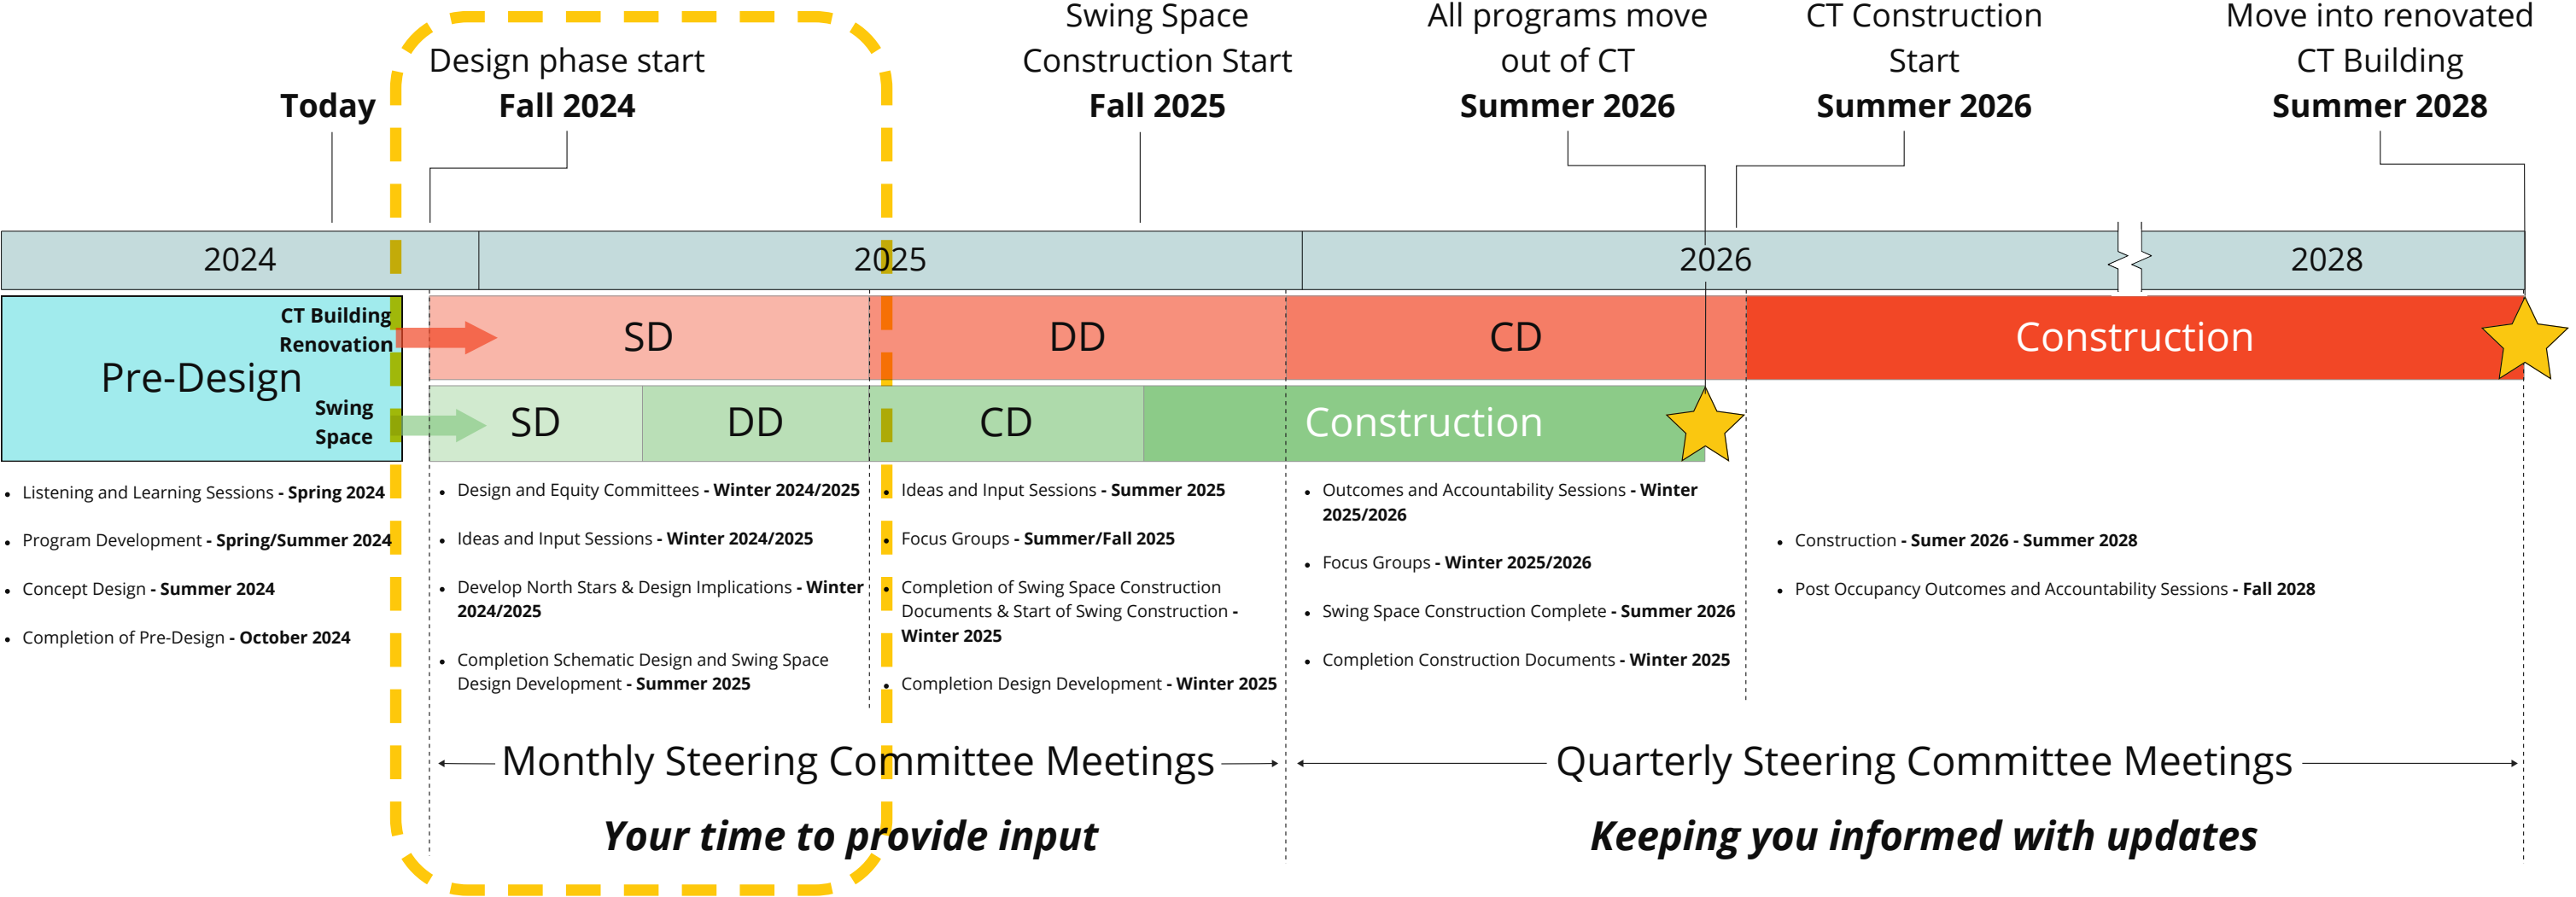 Today
Design phase start
Fall 2024
Swing Space
Construction Start
Fall 2025
All programs move
out of CT
Summer 2026
CT Construction
Start
Summer 2026
Move into renovated
CT Building
Summer 2028
2024
2025
2026
2028
Pre-Design
CT Building
Renovation
Swing
Space
SD
DD
CD
Construction
SD
DD
CD
Construction
• Listening and Learning Sessions - Spring 2024
• Program Development - Spring/Summer 2024
• Concept Design - Summer 2024
• Completion of Pre-Design - October 2024
• Design and Equity Committees - Winter 2024/2025
• Ideas and Input Sessions - Winter 2024/2025
• Develop North Stars & Design Implications - Winter
2024/2025
• Completion Schematic Design and Swing Space
Design Development - Summer 2025
• Ideas and Input Sessions - Summer 2025
• Focus Groups - Summer/Fall 2025
• Completion of Swing Space Construction
Documents & Start of Swing Construction -
Winter 2025
• Completion Design Development - Winter 2025
• Outcomes and Accountability Sessions - Winter
2025/2026
• Focus Groups - Winter 2025/2026
• Swing Space Construction Complete - Summer 2026
• Completion Construction Documents - Winter 2025
• Construction - Sumer 2026 - Summer 2028
• Post Occupancy Outcomes and Accountability Sessions - Fall 2028
Monthly Steering Committee Meetings
Your time to provide input
Quarterly Steering Committee Meetings
Keeping you informed with updates